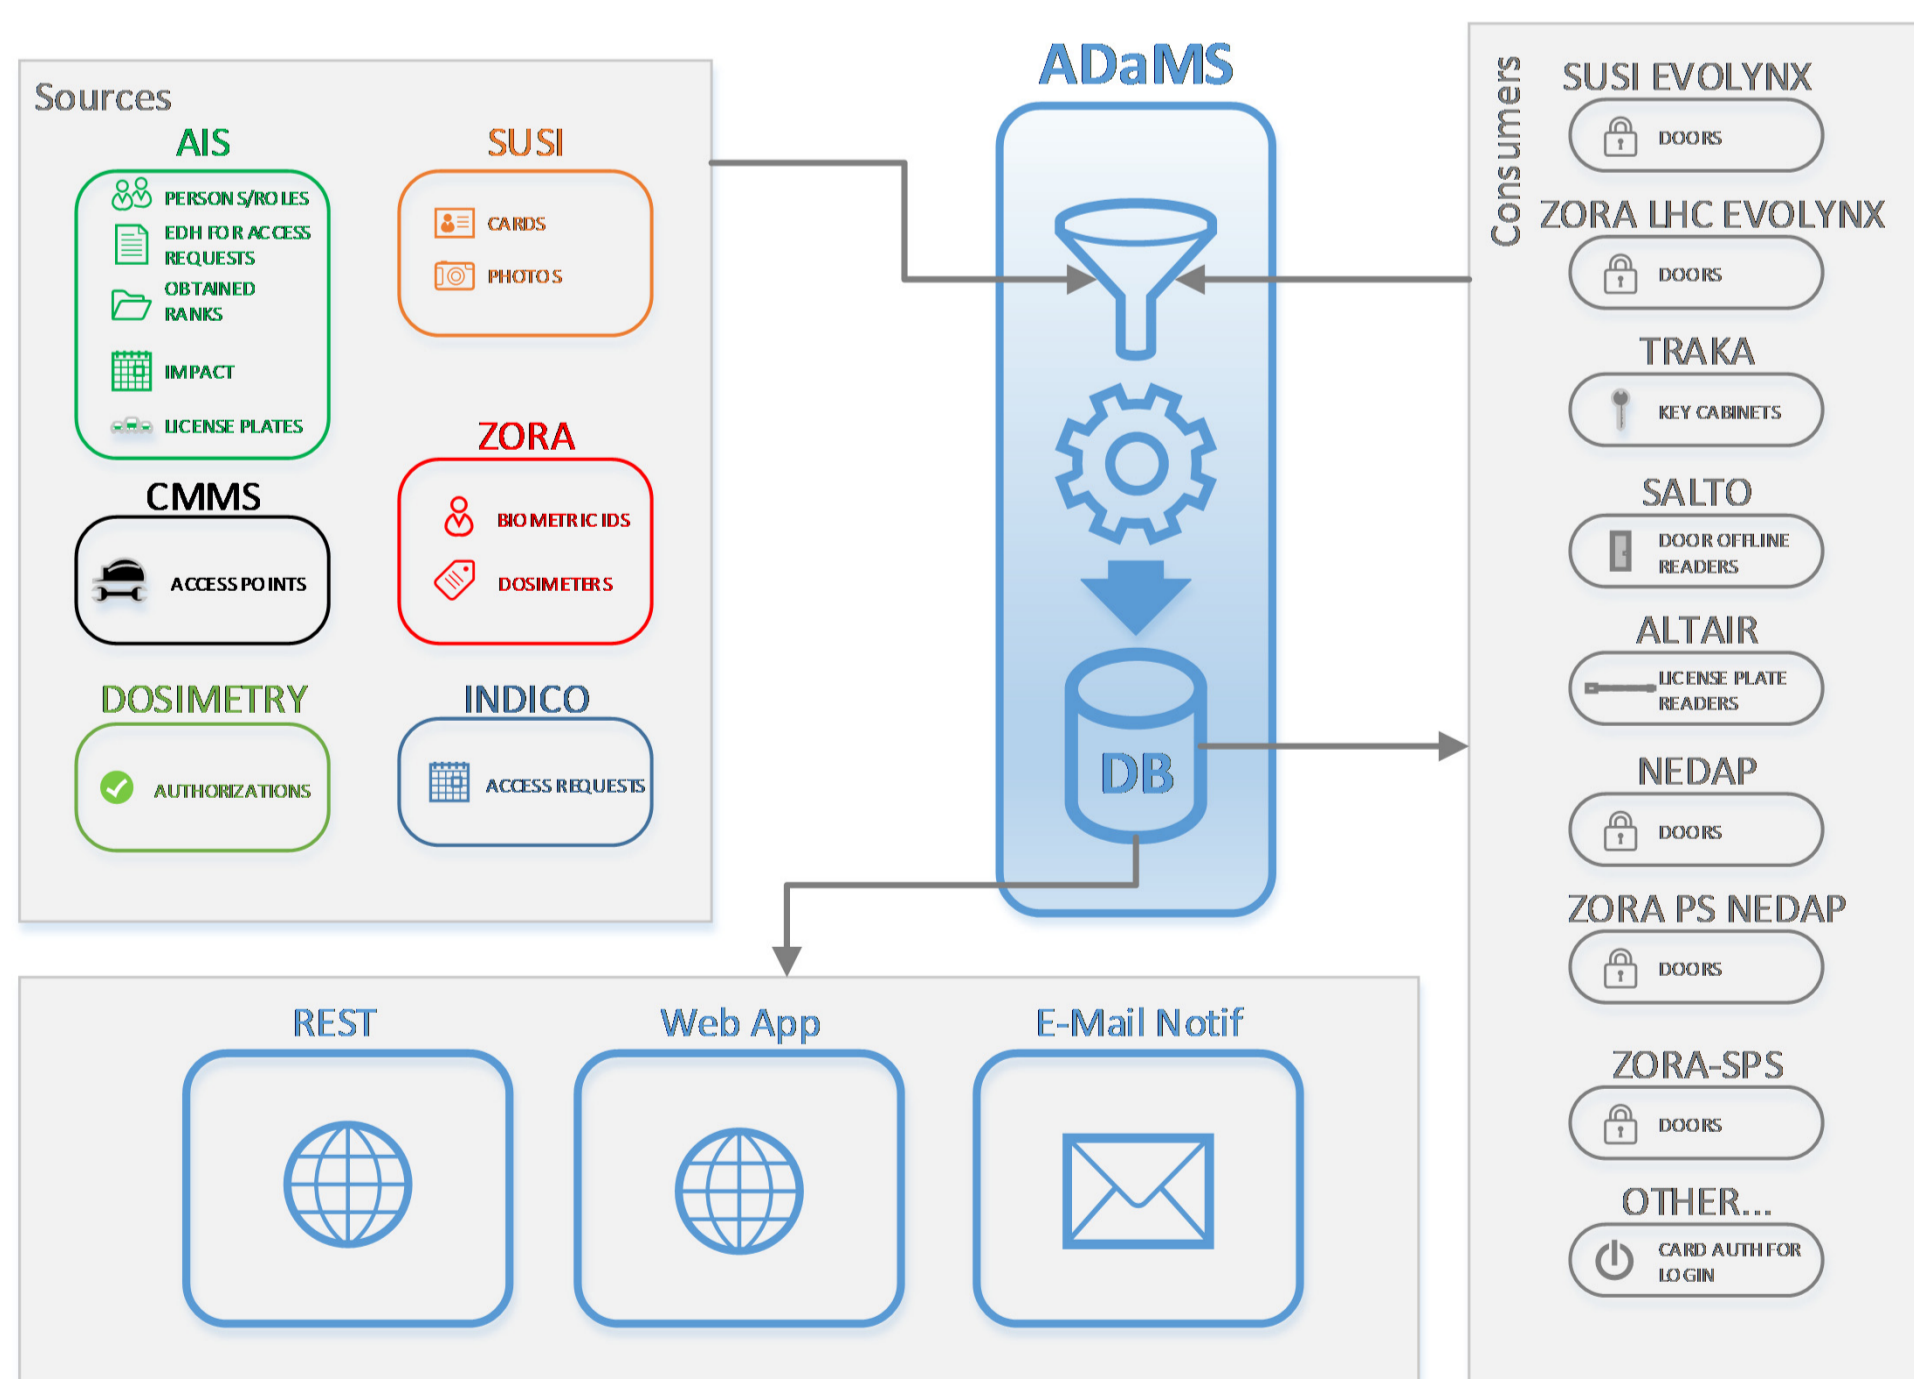 Sources
AIS
PERSONS/ROLES
EDH FOR ACCESS
REQUESTS
OBTAINED
RANKS
IMPACT
LICENSE PLATES
SUSI
CARDS
PHOTOS
CMMS
ACCESS POINTS
ZORA
BIOMETRIC IDS
DOSIMETERS
DOSIMETRY
AUTHORIZATIONS
INDICO
ACCESS REQUESTS
ADaMS
DB
Consumers
SUSI EVOLYNX
DOORS
ZORA LHC EVOLYNX
DOORS
TRAKA
KEY CABINETS
SALTO
DOOR OFFLINE
READERS
ALTAIR
LICENSE PLATE
READERS
NEDAP
DOORS
ZORA PS NEDAP
DOORS
ZORA-SPS
DOORS
OTHER...
CARD AUTH FOR
LOGIN
REST
Web App
E-Mail Notif